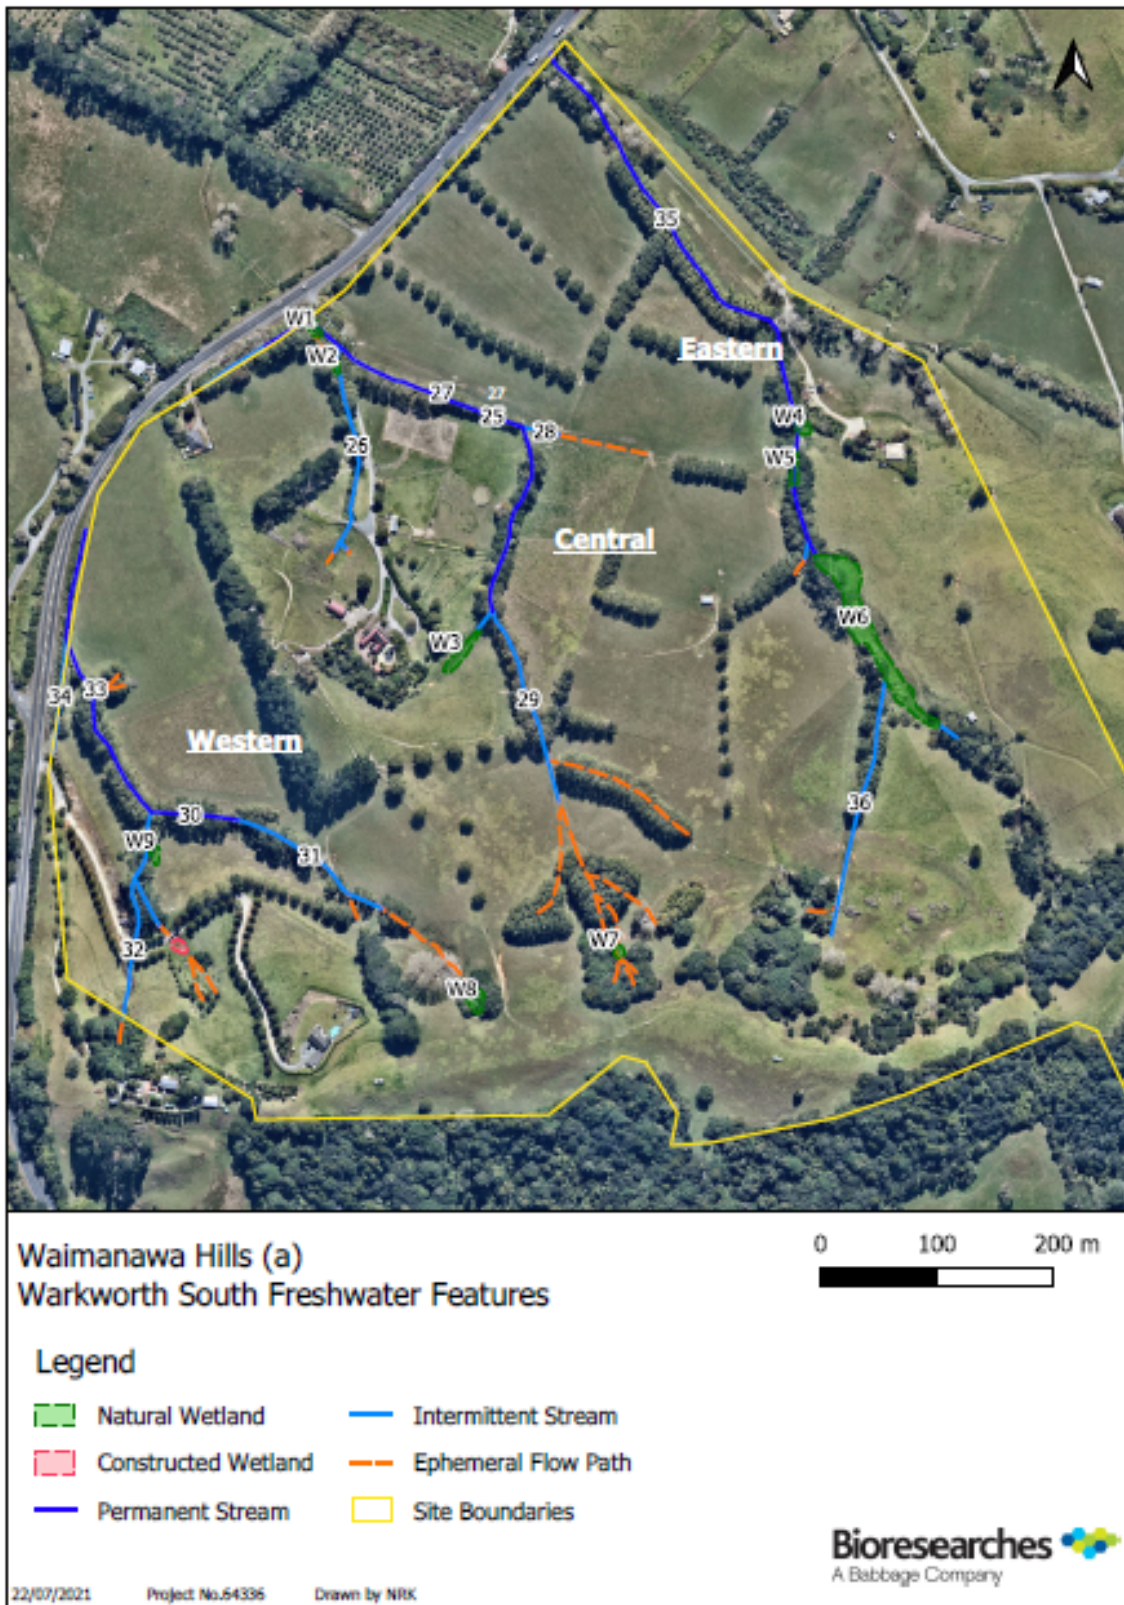 35
W1
Eastern
W2
27
27
25
28
W4
26
W5
Central
W6
W3
29
33
34
Western
30
36
W9
31
32
W7
W8
Waimanawa Hills (a)
Warkworth South Freshwater Features
0 100 200 m
Legend
Natural Wetland
Intermittent Stream
Constructed Wetland
Ephemeral Flow Path
Permanent Stream
Site Boundaries
Bioresearches
A Babbage Company
22/07/2021 Project No.64336 Drawn by NRK